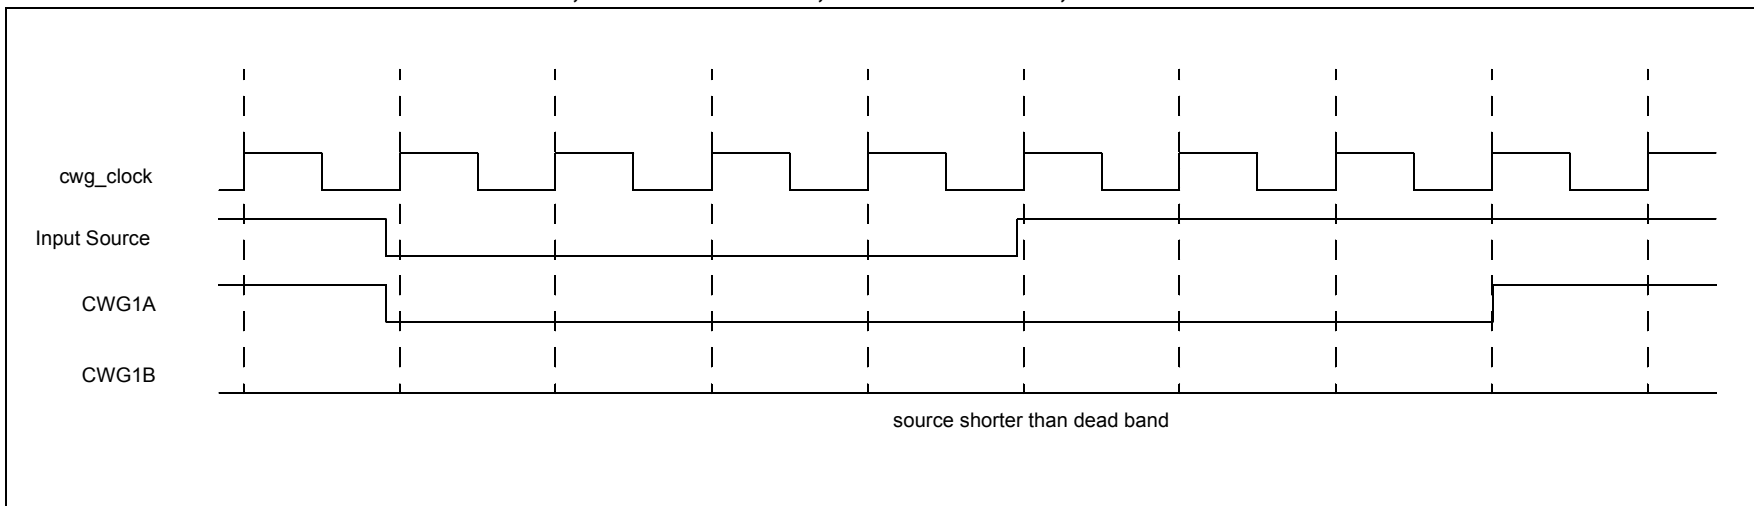 cwg_clock
Input Source
CWG1A
CWG1B
source shorter than dead band